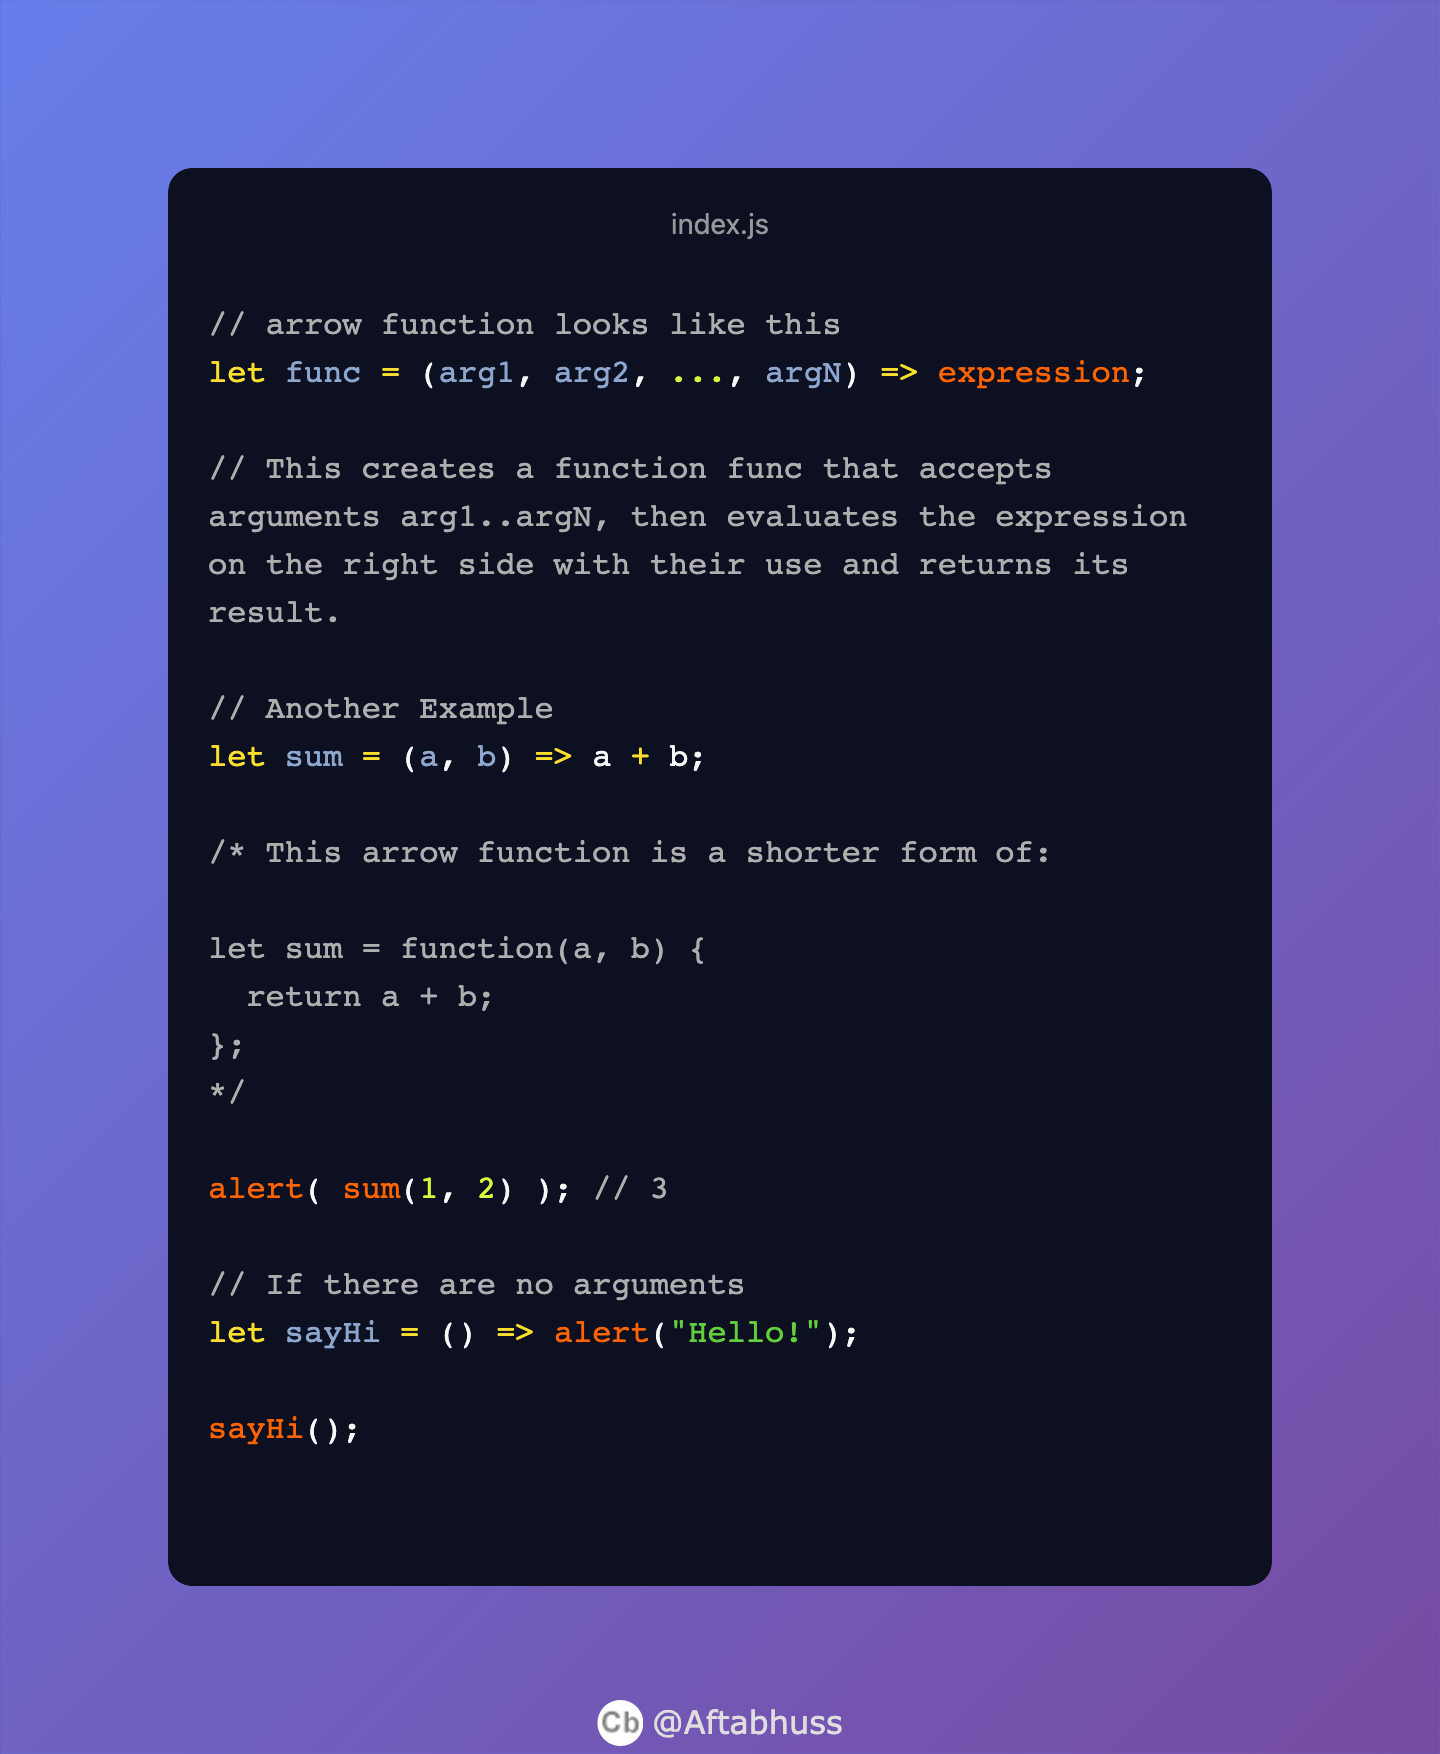 index.js
// arrow function looks like this
let func = (arg1, arg2, ..., argN) => expression;
// This creates a function func that accepts
arguments arg1..argN, then evaluates the expression
on the right side with their use and returns its
result.
// Another Example
let sum = (a, b) => a + b;
/* This arrow function is a shorter form of:
let sum = function(a, b) {
  return a + b;
};
*/
alert( sum(1, 2) ); // 3
// If there are no arguments
let sayHi = () => alert("Hello!");
sayHi();
Cb @Aftabhuss